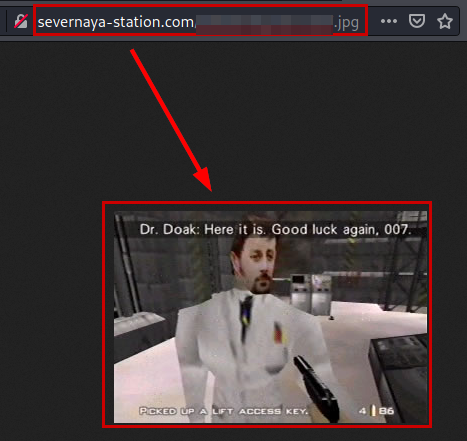 severnaya-station.com/ .jpg
Dr. Doak: Here it is. Good luck again, 007.
PICKED UP A LIFT ACCESS KEY.
4 86